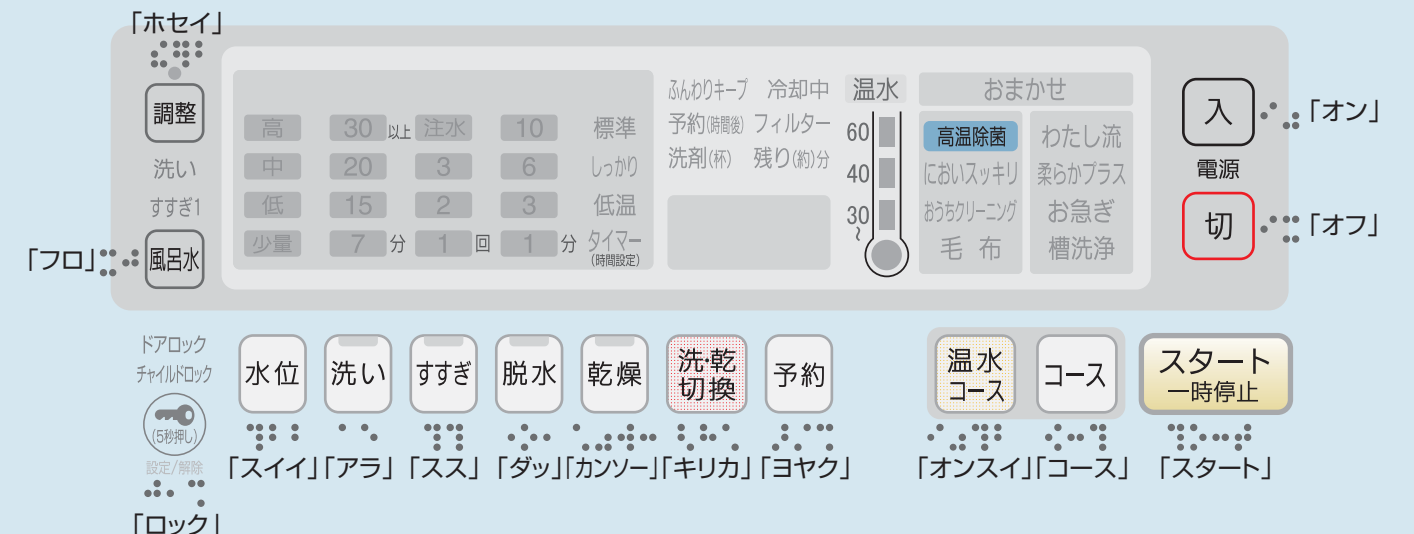 「ホセイ」
調整
洗い
すすぎ1
「フロ」
風呂水
高 30 以上 注水 10 標準
中 20 3 6 しっかり
低 15 2 3 低温
少量 7 分 1 回 1 分 タイマー
(時間設定)
ふんわりキープ 冷却中
予約(時間後) フィルター
洗剤(杯) 残り(約)分
温水
60
40
30
~
おまかせ
高温除菌 わたし流
においスッキリ 柔らかプラス
おうちクリーニング お急ぎ
毛布 槽洗浄
入 「オン」
電源
切 「オフ」
ドアロック
チャイルドロック
(5秒押し)
設定/解除
「ロック」
水位 洗い すすぎ 脱水 乾燥 洗・乾切換 予約 温水コース コース スタート
一時停止
「スイイ」「アラ」「スス」「ダッ」「カンソー」「キリカ」「ヨヤク」 「オンスイ」「コース」 「スタート」